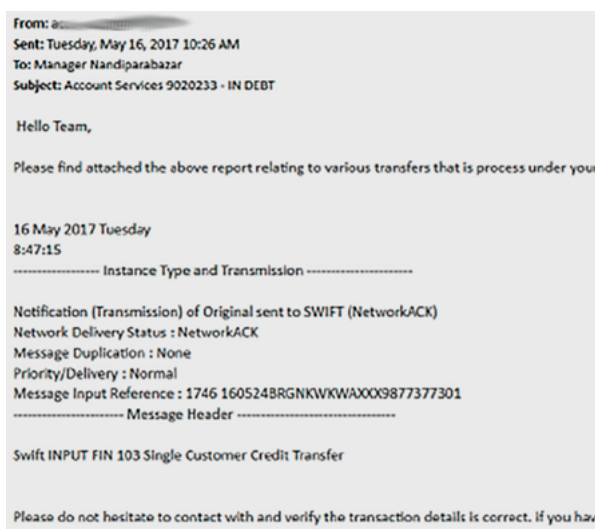 From:
Sent: Tuesday, May 16, 2017 10:26 AM
To: Manager Nandiparabazar
Subject: Account Services 9020233 - IN DEBT
Hello Team,
Please find attached the above report relating to various transfers that is process under your
16 May 2017 Tuesday
8:47:15
------------------ Instance Type and Transmission ----------------------
Notification (Transmission) of Original sent to SWIFT (NetworkACK)
Network Delivery Status : NetworkACK
Message Duplication : None
Priority/Delivery : Normal
Message Input Reference : 1746 160524BRGNKWKWAXXX9877377301
----------------------- Message Header ---------------------------------
Swift INPUT FIN 103 Single Customer Credit Transfer
Please do not hesitate to contact with and verify the transaction details is correct. if you hav